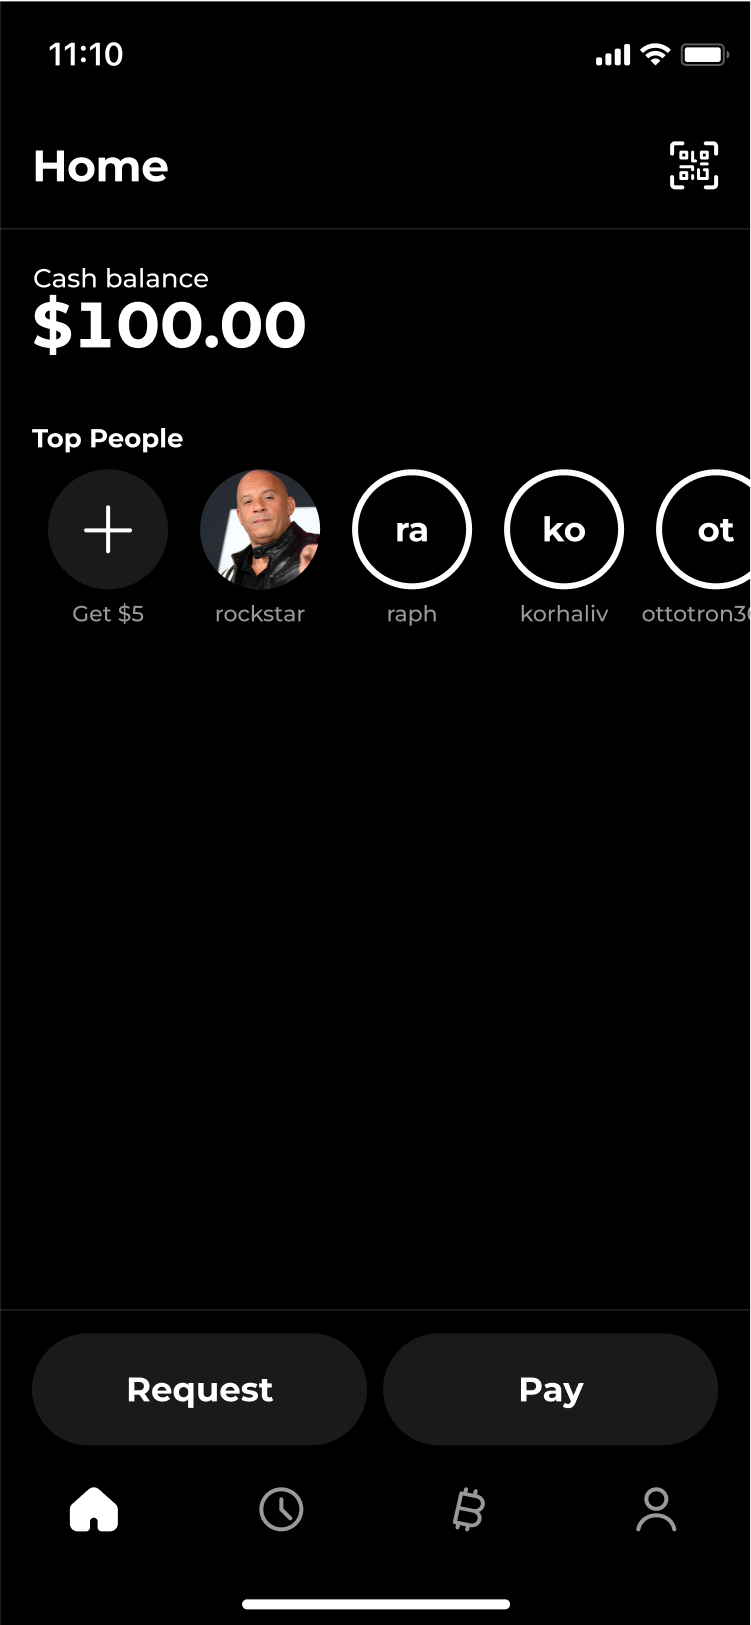 11:10
Home
Cash balance
$100.00
Top People
ra ko ot
Get $5 rockstar raph korhaliv
Request Pay